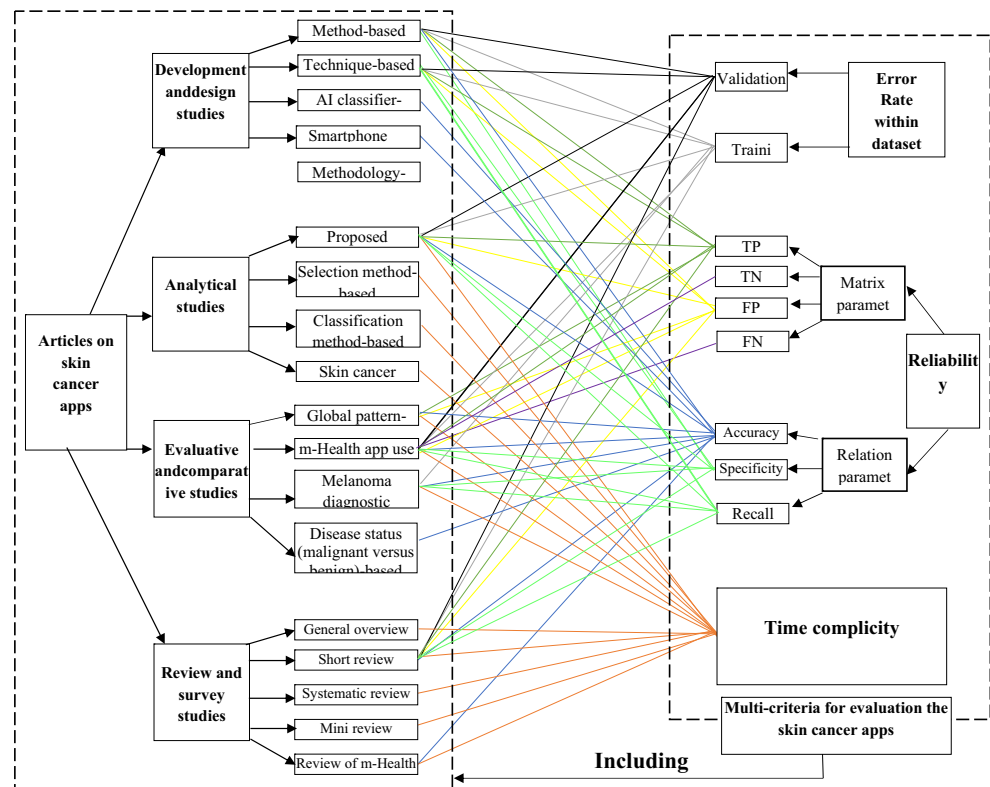 Articles on
skin
cancer
apps
Development
anddesign
studies
Method-based
Technique-based
AI classifier-
Smartphone
Methodology-
Analytical
studies
Proposed
Selection method-
based
Classification
method-based
Skin cancer
Evaluative
andcomparat
ive studies
Global pattern-
m-Health app use
Melanoma
diagnostic
Disease status
(malignant versus
benign)-based
Review and
survey
studies
General overview
Short review
Systematic review
Mini review
Review of m-Health
Validation
Traini
Error
Rate
within
dataset
TP
TN
FP
FN
Matrix
paramet
Reliabilit
y
Accuracy
Specificity
Recall
Relation
paramet
Time complicity
Multi-criteria for evaluation the
skin cancer apps
Including